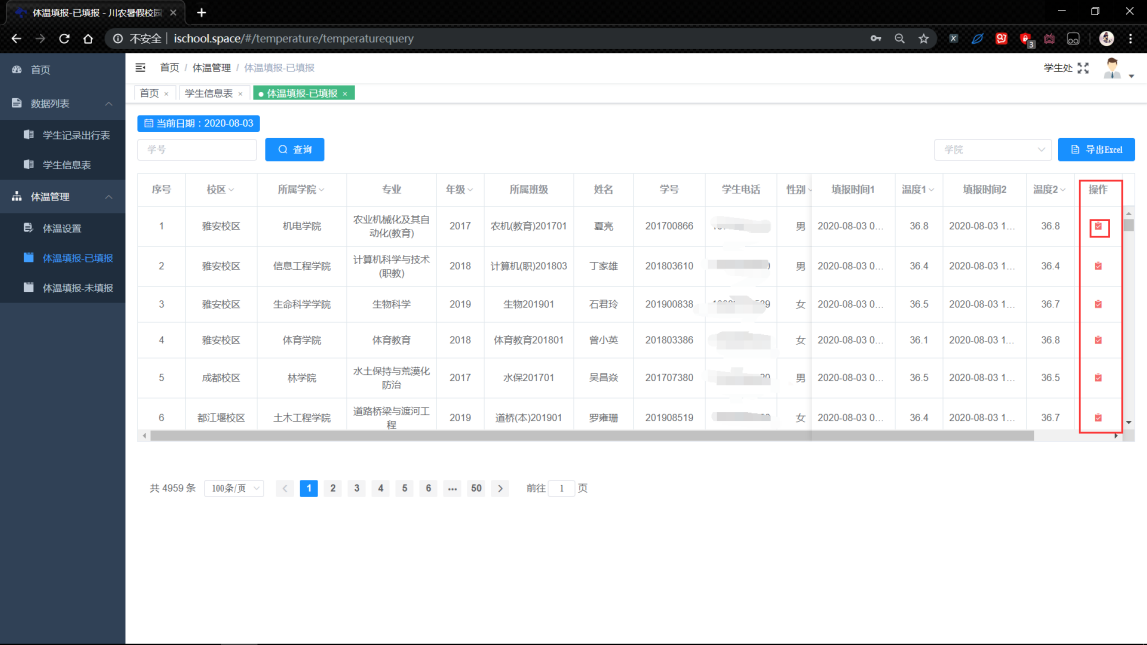 体温填报-已填报 - 川农暑假校园
不安全 | ischool.space/#/temperature/temperaturequery
3
首页
数据列表
学生记录出行表
学生信息表
体温管理
体温设置
体温填报-已填报
体温填报-未填报
首页 / 体温管理 / 体温填报-已填报
学生处
首页 × 学生信息表 × 体温填报-已填报 ×
当前日期：2020-08-03
学号 查询 学院 导出Excel
序号 校区 所属学院 专业 年级 所属班级 姓名 学号 学生电话 性别 填报时间1 温度1 填报时间2 温度2 操作
1 雅安校区 机电学院 农业机械化及其自动化(教育) 2017 农机(教育)201701 夏亮 201700866 男 2020-08-03 0... 36.8 2020-08-03 1... 36.8
2 雅安校区 信息工程学院 计算机科学与技术(职教) 2018 计算机(职)201803 丁家雄 201803610 男 2020-08-03 0... 36.4 2020-08-03 1... 36.4
3 雅安校区 生命科学学院 生物科学 2019 生物201901 石君玲 201900838 女 2020-08-03 0... 36.5 2020-08-03 1... 36.7
4 雅安校区 体育学院 体育教育 2018 体育教育201801 曾小英 201803386 女 2020-08-03 0... 36.1 2020-08-03 1... 36.8
5 成都校区 林学院 水土保持与荒漠化防治 2017 水保201701 吴昌焱 201707380 男 2020-08-03 0... 36.5 2020-08-03 1... 36.5
6 都江堰校区 土木工程学院 道路桥梁与渡河工程 2019 道桥(本)201901 罗雍珊 201908519 女 2020-08-03 0... 36.4 2020-08-03 1... 36.7
共 4959 条 100条/页 1 2 3 4 5 6 ... 50 前往 1 页